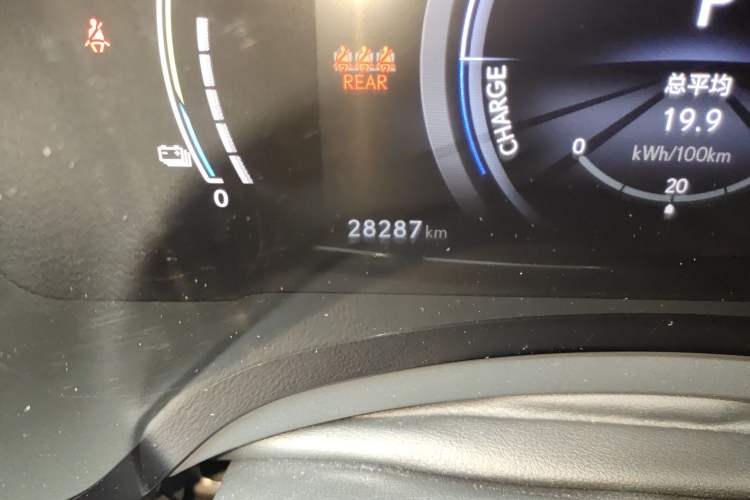 P
REAR
CHARGE
总平均
19.9
kWh/100km
0
20
0
28287 km